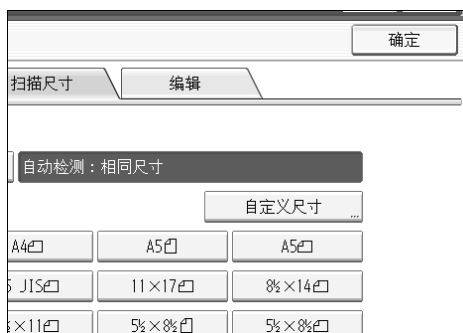 确定
扫描尺寸 编辑
自动检测：相同尺寸
自定义尺寸 ...
A4 A5 A5
JIS 11×17 8½×14
×11 5½×8½ 5½×8½